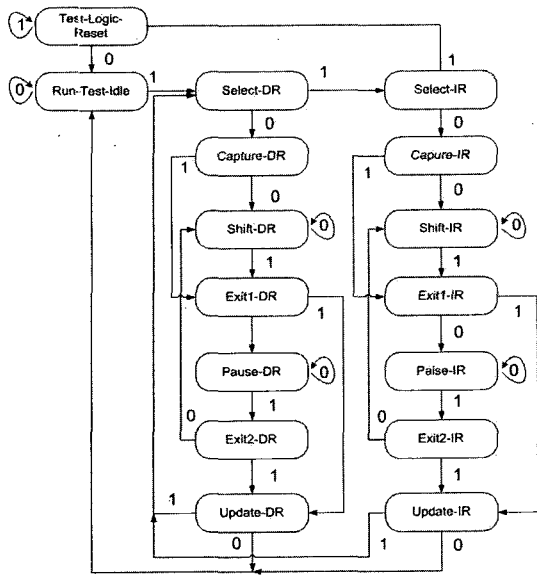 Test-Logic-
Reset
1
0
1
Run-Test-Idle
0
1
Select-DR
1
Select-IR
0
0
Capture-DR
Capure-IR
1
0
1
0
Shift-DR
0
Shift-IR
0
1
1
Exit1-DR
1
Exit1-IR
1
0
Pause-DR
0
Paise-IR
0
1
1
0
0
Exit2-DR
Exit2-IR
1
1
Update-DR
1
Update-IR
1
0
0